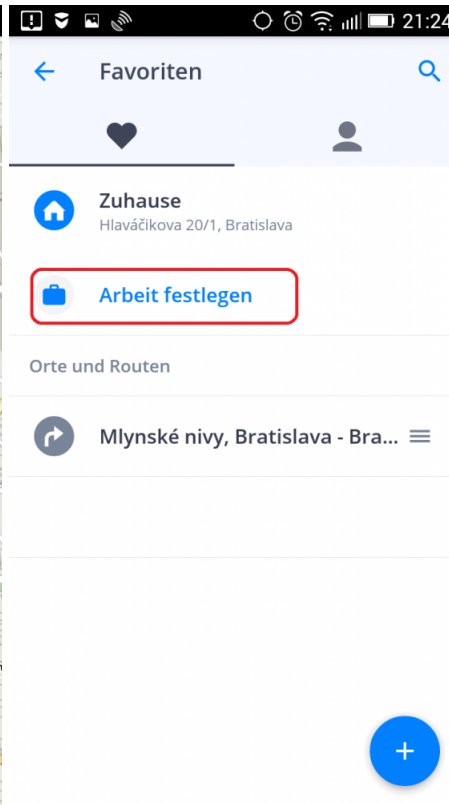 21:24
Favoriten
Zuhause
Hlaváčikova 20/1, Bratislava
Arbeit festlegen
Orte und Routen
Mlynské nivy, Bratislava - Bra...